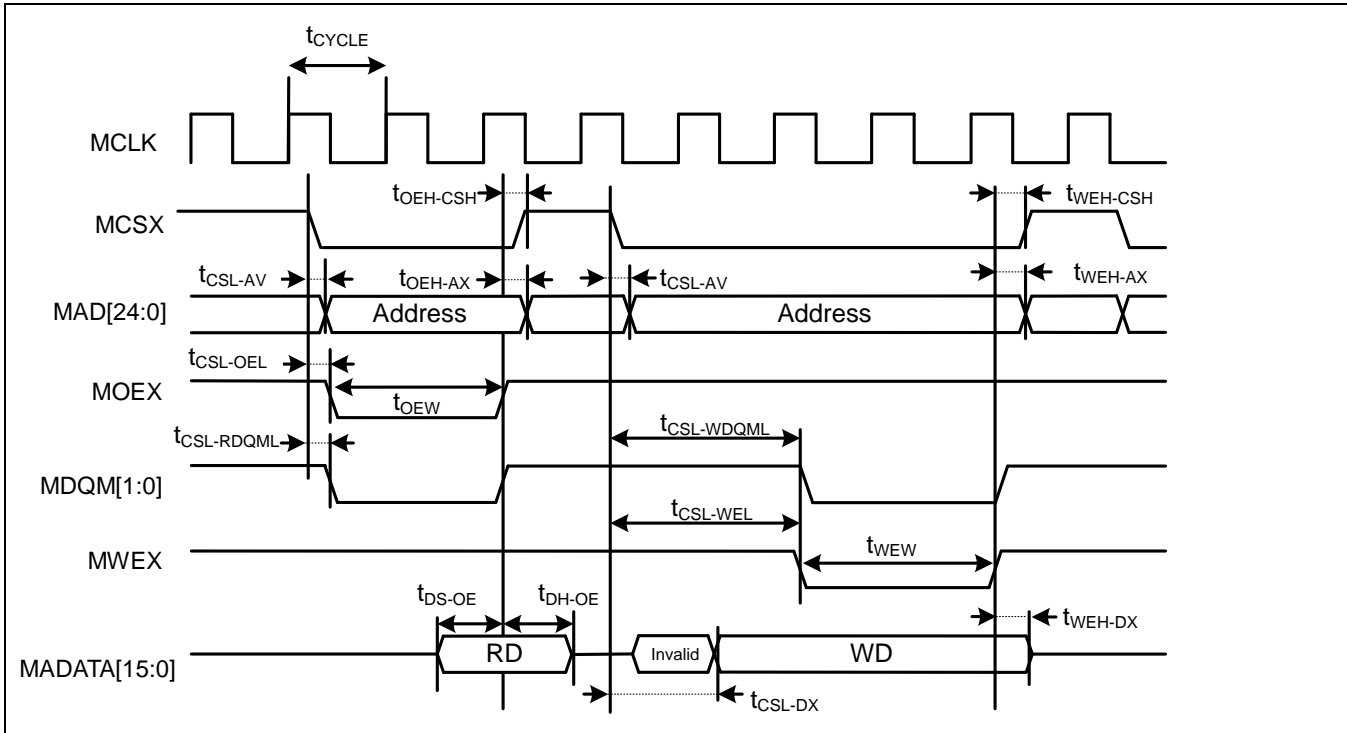 tCYCLE
MCLK
tOEH-CSH
tWEH-CSH
MCSX
tCSL-AV
tOEH-AX
tCSL-AV
tWEH-AX
MAD[24:0]
Address
Address
tCSL-OEL
MOEX
tOEW
tCSL-WDQML
tCSL-RDQML
MDQM[1:0]
tCSL-WEL
MWEX
tWEW
tDS-OE
tDH-OE
tWEH-DX
MADATA[15:0]
RD
Invalid
WD
tCSL-DX